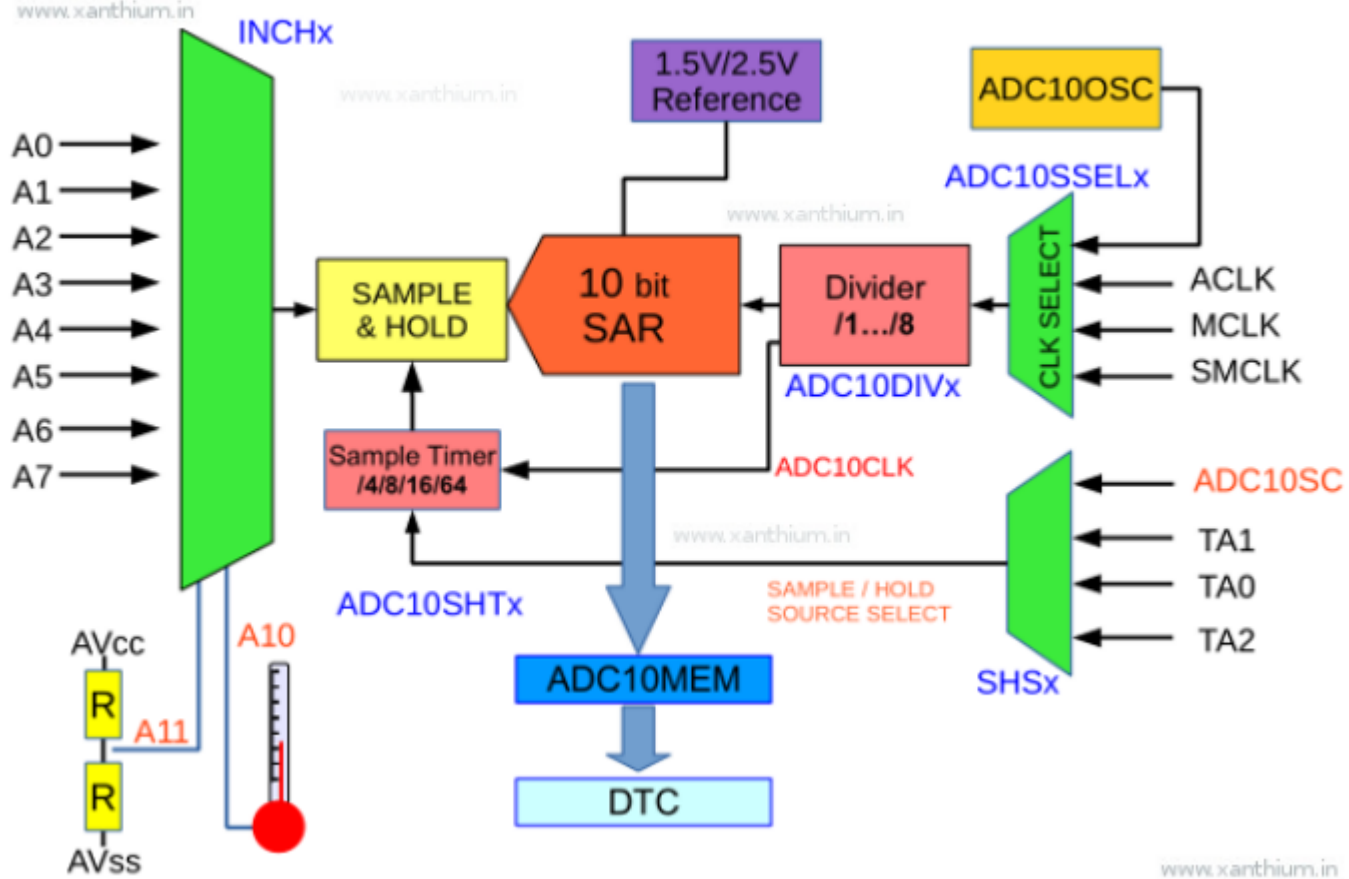 www.xanthium.in
INCHx
1.5V/2.5V
Reference
www.xanthium.in
ADC10OSC
A0
A1
A2
A3
A4
A5
A6
A7
ADC10SSELx
www.xanthium.in
SAMPLE
& HOLD
10 bit
SAR
Divider
/1.../8
CLK SELECT
ACLK
MCLK
SMCLK
ADC10DIVx
Sample Timer
/4/8/16/64
ADC10CLK
ADC10SC
TA1
TA0
TA2
www.xanthium.in
ADC10SHTx
SAMPLE / HOLD
SOURCE SELECT
SHSx
AVcc
A10
R
A11
R
AVss
ADC10MEM
DTC
www.xanthium.in